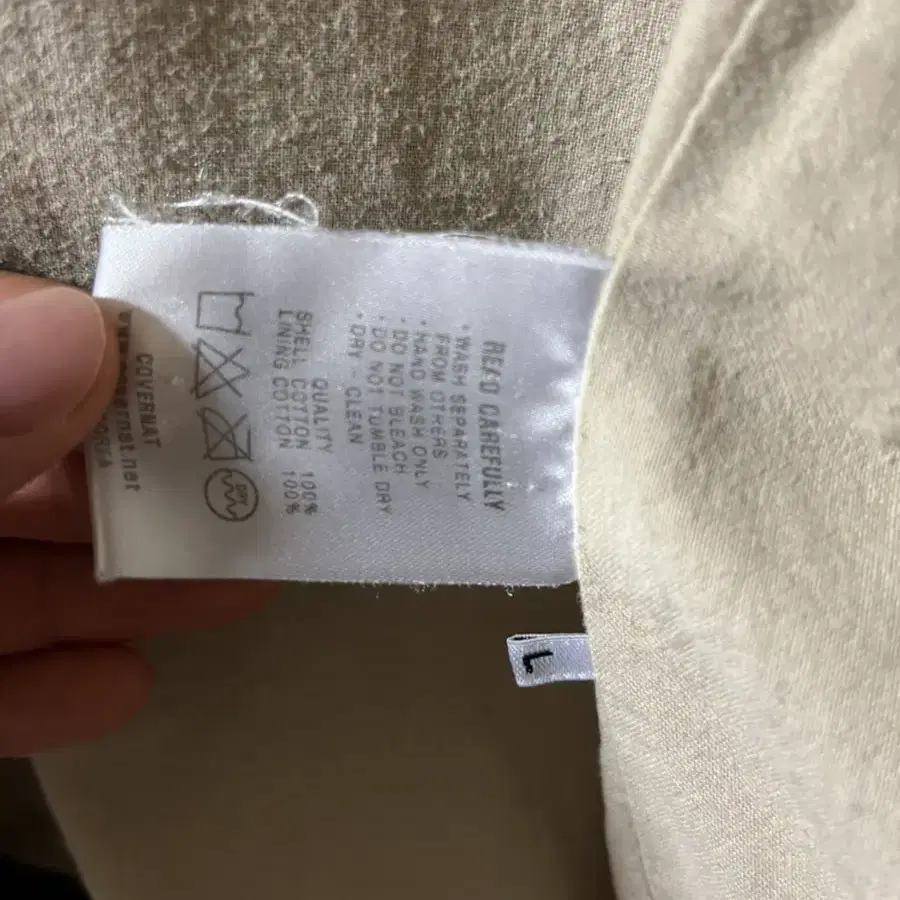 READ CAREFULLY
· WASH SEPARATELY
FROM OTHERS
· HAND WASH ONLY
· DO NOT BLEACH
· DO NOT TUMBLE DRY
· DRY - CLEAN
QUALITY
SHELL COTTON 100%
LINING COTTON 100%
DRY
COVERNAT
L